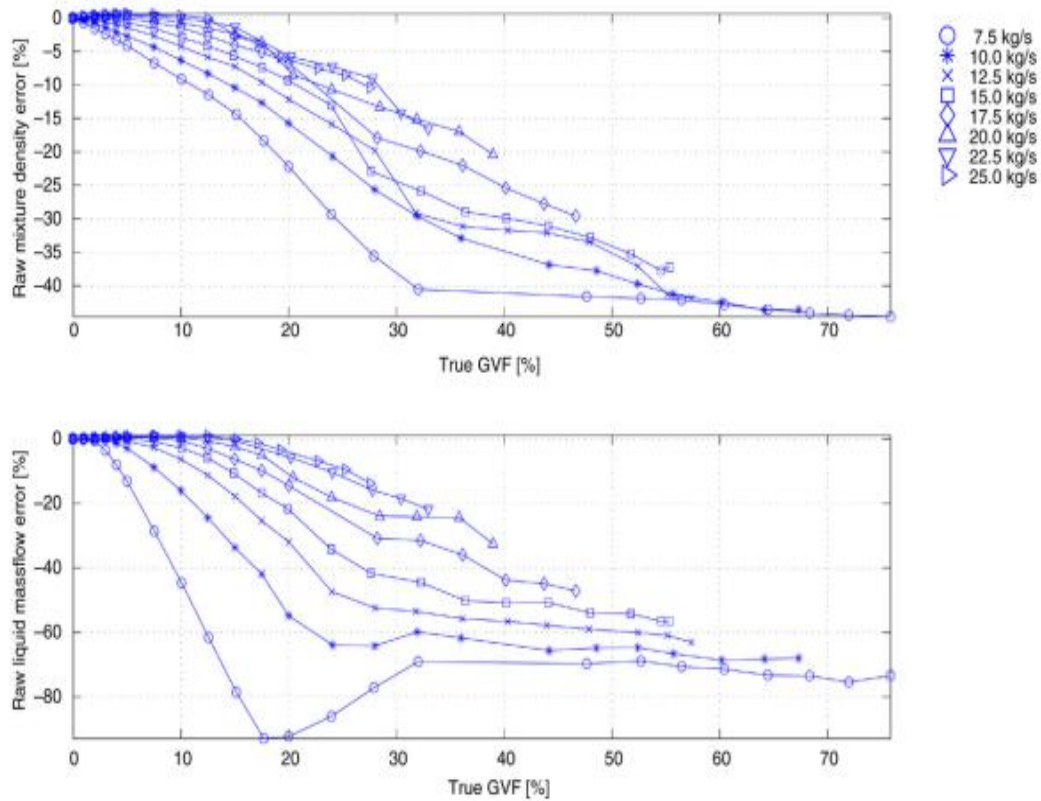 Raw mixture density error [%]
0
−5
−10
−15
−20
−25
−30
−35
−40
0 10 20 30 40 50 60 70
True GVF [%]
7.5 kg/s
10.0 kg/s
12.5 kg/s
15.0 kg/s
17.5 kg/s
20.0 kg/s
22.5 kg/s
25.0 kg/s
Raw liquid massflow error [%]
0
−20
−40
−60
−80
0 10 20 30 40 50 60 70
True GVF [%]